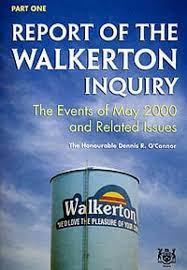 PART ONE
REPORT OF THE
WALKERTON
INQUIRY
The Events of May 2000
and Related Issues
The Honourable Dennis R. O'Connor
Walkerton
WE'D LOVE THE PLEASURE OF YOUR